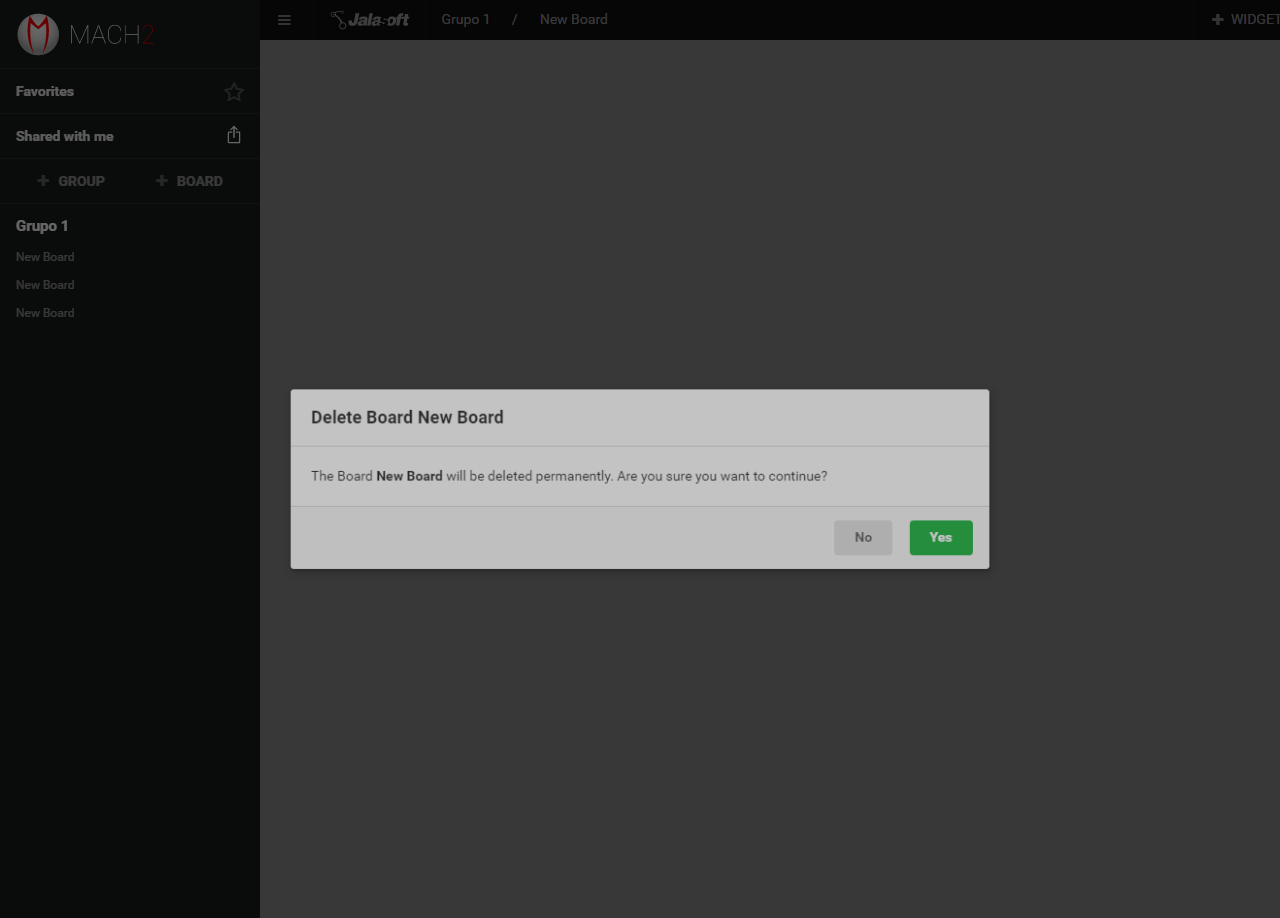 MACH2
Jalasoft
Grupo 1 / New Board
WIDGET
Favorites
Shared with me
GROUP
BOARD
Grupo 1
New Board
New Board
New Board
Delete Board New Board
The Board New Board will be deleted permanently. Are you sure you want to continue?
No
Yes